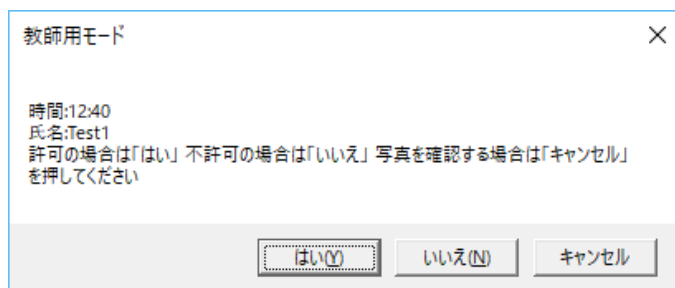 教師用モード
時間:12:40
氏名:Test1
許可の場合は「はい」 不許可の場合は「いいえ」 写真を確認する場合は「キャンセル」
を押してください
はい(Y) いいえ(N) キャンセル